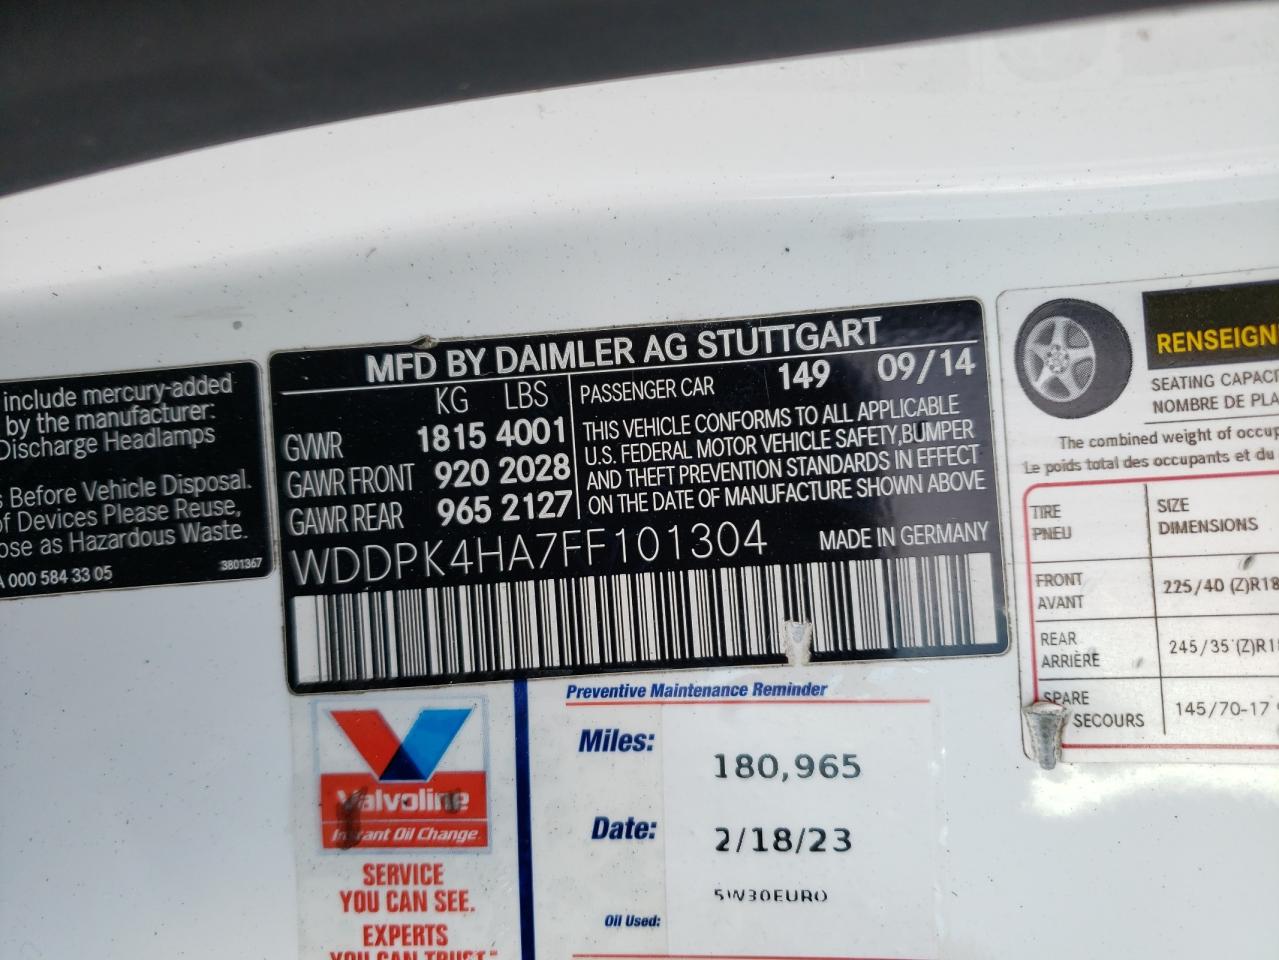 include mercury-added
by the manufacturer:
Discharge Headlamps
Before Vehicle Disposal.
of Devices Please Reuse,
ose as Hazardous Waste.
A 000 584 33 05
3801367
MFD BY DAIMLER AG STUTTGART
KG LBS
GVWR 1815 4001
GAWR FRONT 920 2028
GAWR REAR 965 2127
PASSENGER CAR 149 09/14
THIS VEHICLE CONFORMS TO ALL APPLICABLE
U.S. FEDERAL MOTOR VEHICLE SAFETY,BUMPER
AND THEFT PREVENTION STANDARDS IN EFFECT
ON THE DATE OF MANUFACTURE SHOWN ABOVE
WDDPK4HA7FF101304 MADE IN GERMANY
RENSEIGN
SEATING CAPACI
NOMBRE DE PLA
The combined weight of occup
Le poids total des occupants et du
TIRE
PNEU
SIZE
DIMENSIONS
FRONT
AVANT
225/40 (Z)R18
REAR
ARRIÈRE
245/35 (Z)R1
SPARE
SECOURS
145/70-17
Valvoline
Instant Oil Change
SERVICE
YOU CAN SEE.
EXPERTS
YOU CAN TRUST.
Preventive Maintenance Reminder
Miles: 180,965
Date: 2/18/23
5W30EURO
Oil Used: